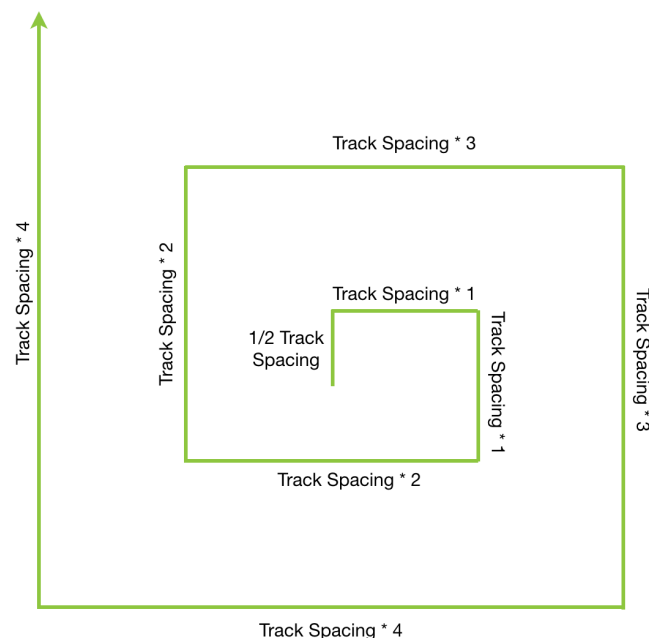 Track Spacing * 3
Track Spacing * 4
Track Spacing * 2
Track Spacing * 1
1/2 Track
Spacing
Track Spacing * 1
Track Spacing * 3
Track Spacing * 2
Track Spacing * 4